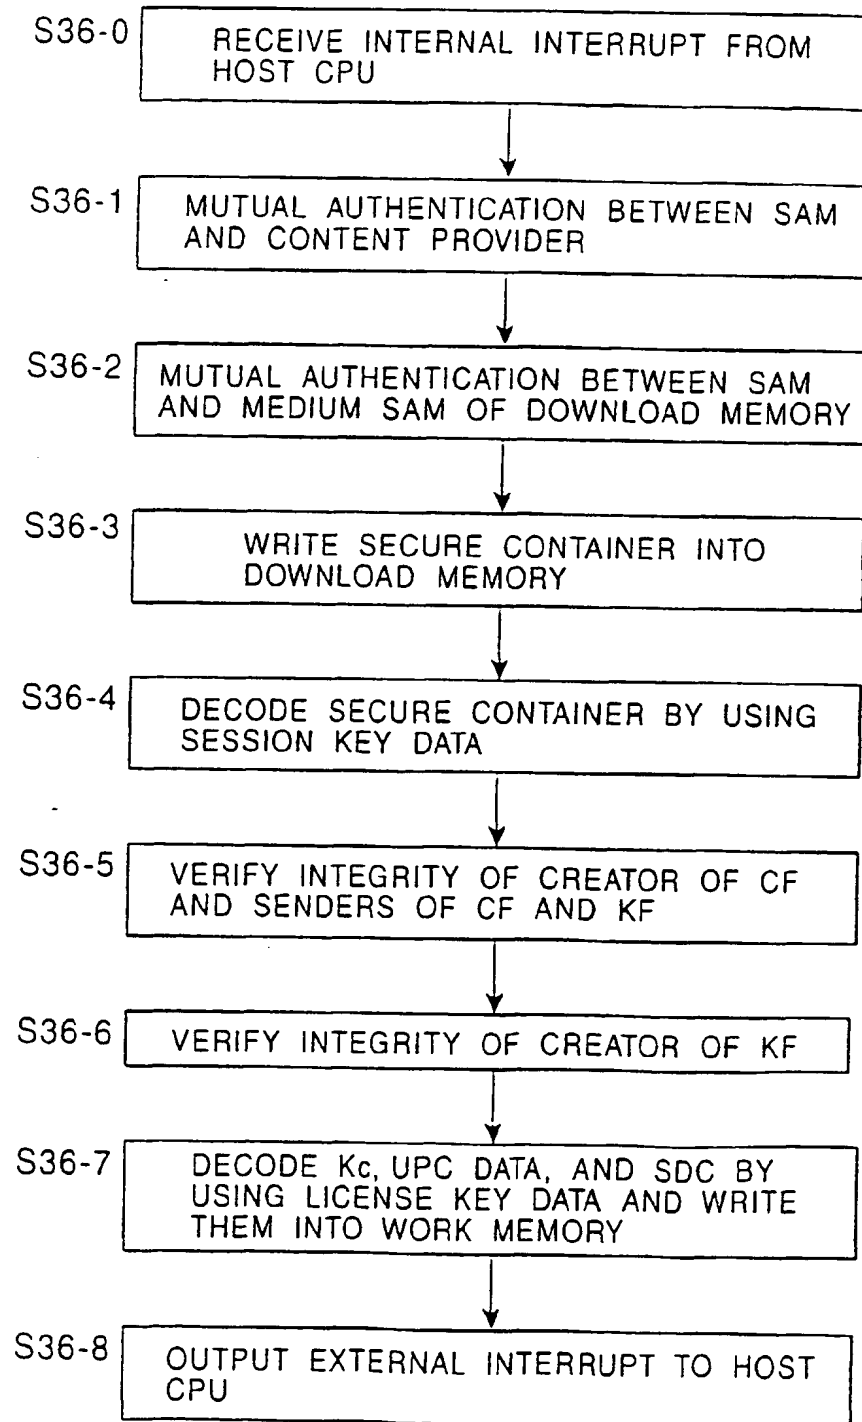 S36-0
RECEIVE INTERNAL INTERRUPT FROM
HOST CPU
S36-1
MUTUAL AUTHENTICATION BETWEEN SAM
AND CONTENT PROVIDER
S36-2
MUTUAL AUTHENTICATION BETWEEN SAM
AND MEDIUM SAM OF DOWNLOAD MEMORY
S36-3
WRITE SECURE CONTAINER INTO
DOWNLOAD MEMORY
S36-4
DECODE SECURE CONTAINER BY USING
SESSION KEY DATA
S36-5
VERIFY INTEGRITY OF CREATOR OF CF
AND SENDERS OF CF AND KF
S36-6
VERIFY INTEGRITY OF CREATOR OF KF
S36-7
DECODE Kc, UPC DATA, AND SDC BY
USING LICENSE KEY DATA AND WRITE
THEM INTO WORK MEMORY
S36-8
OUTPUT EXTERNAL INTERRUPT TO HOST
CPU